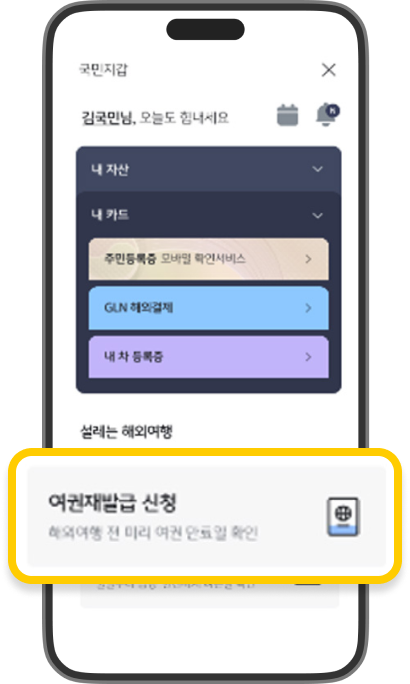 국민지갑
김국민님, 오늘도 힘내세요
N
내 자산
내 카드
주민등록증 모바일 확인서비스
GLN 해외결제
내 차 등록증
설레는 해외여행
여권재발급 신청
해외여행 전 미리 여권 만료일 확인